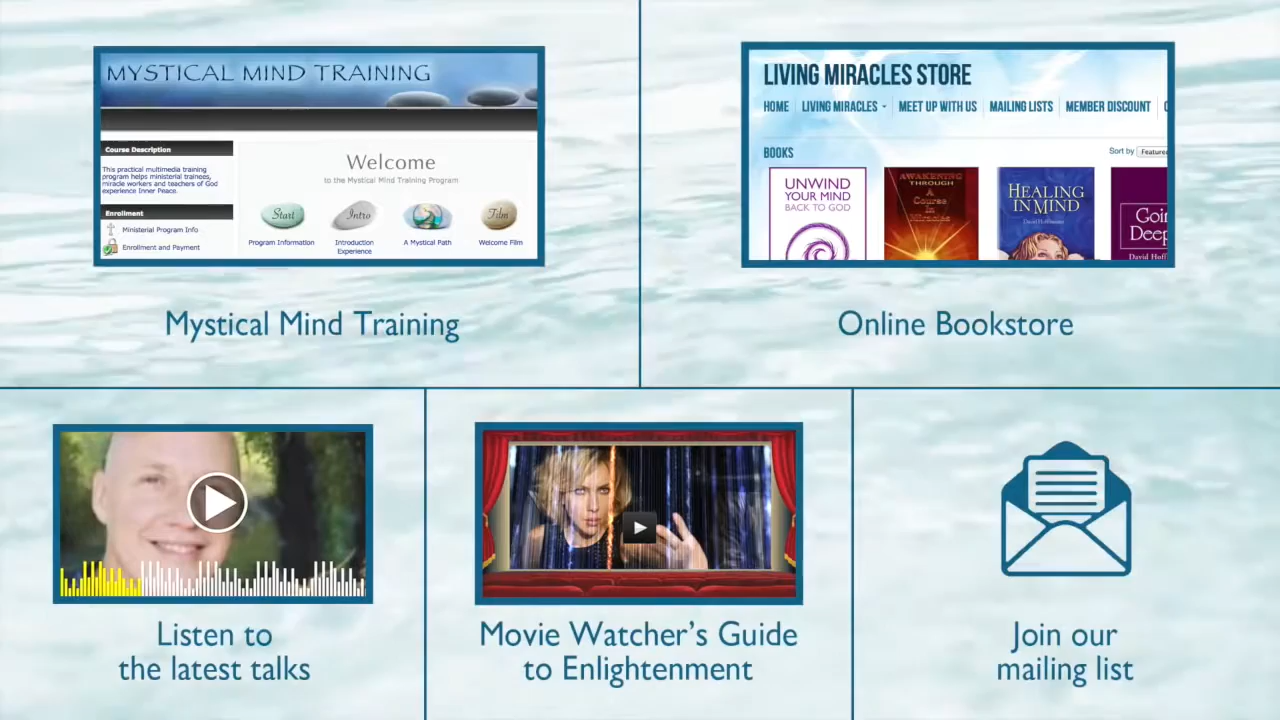 MYSTICAL MIND TRAINING
Course Description
This practical multimedia training
program helps ministerial trainees,
miracle workers and teachers of God
experience Inner Peace.
Enrollment
Ministerial Program Info
Enrollment and Payment
Welcome
to the Mystical Mind Training Program
Start
Intro
Film
Program Information
Introduction
Experience
A Mystical Path
Welcome Film
Mystical Mind Training
LIVING MIRACLES STORE
HOME LIVING MIRACLES MEET UP WITH US MAILING LISTS MEMBER DISCOUNT
BOOKS
Sort by Feature
UNWIND
YOUR MIND
BACK TO GOD
AWAKENING
THROUGH
A
Course
In
Miracles
HEALING
IN MIND
David Hoffmeister
Goin
Deep
David Hoff
Online Bookstore
Listen to
the latest talks
Movie Watcher's Guide
to Enlightenment
Join our
mailing list